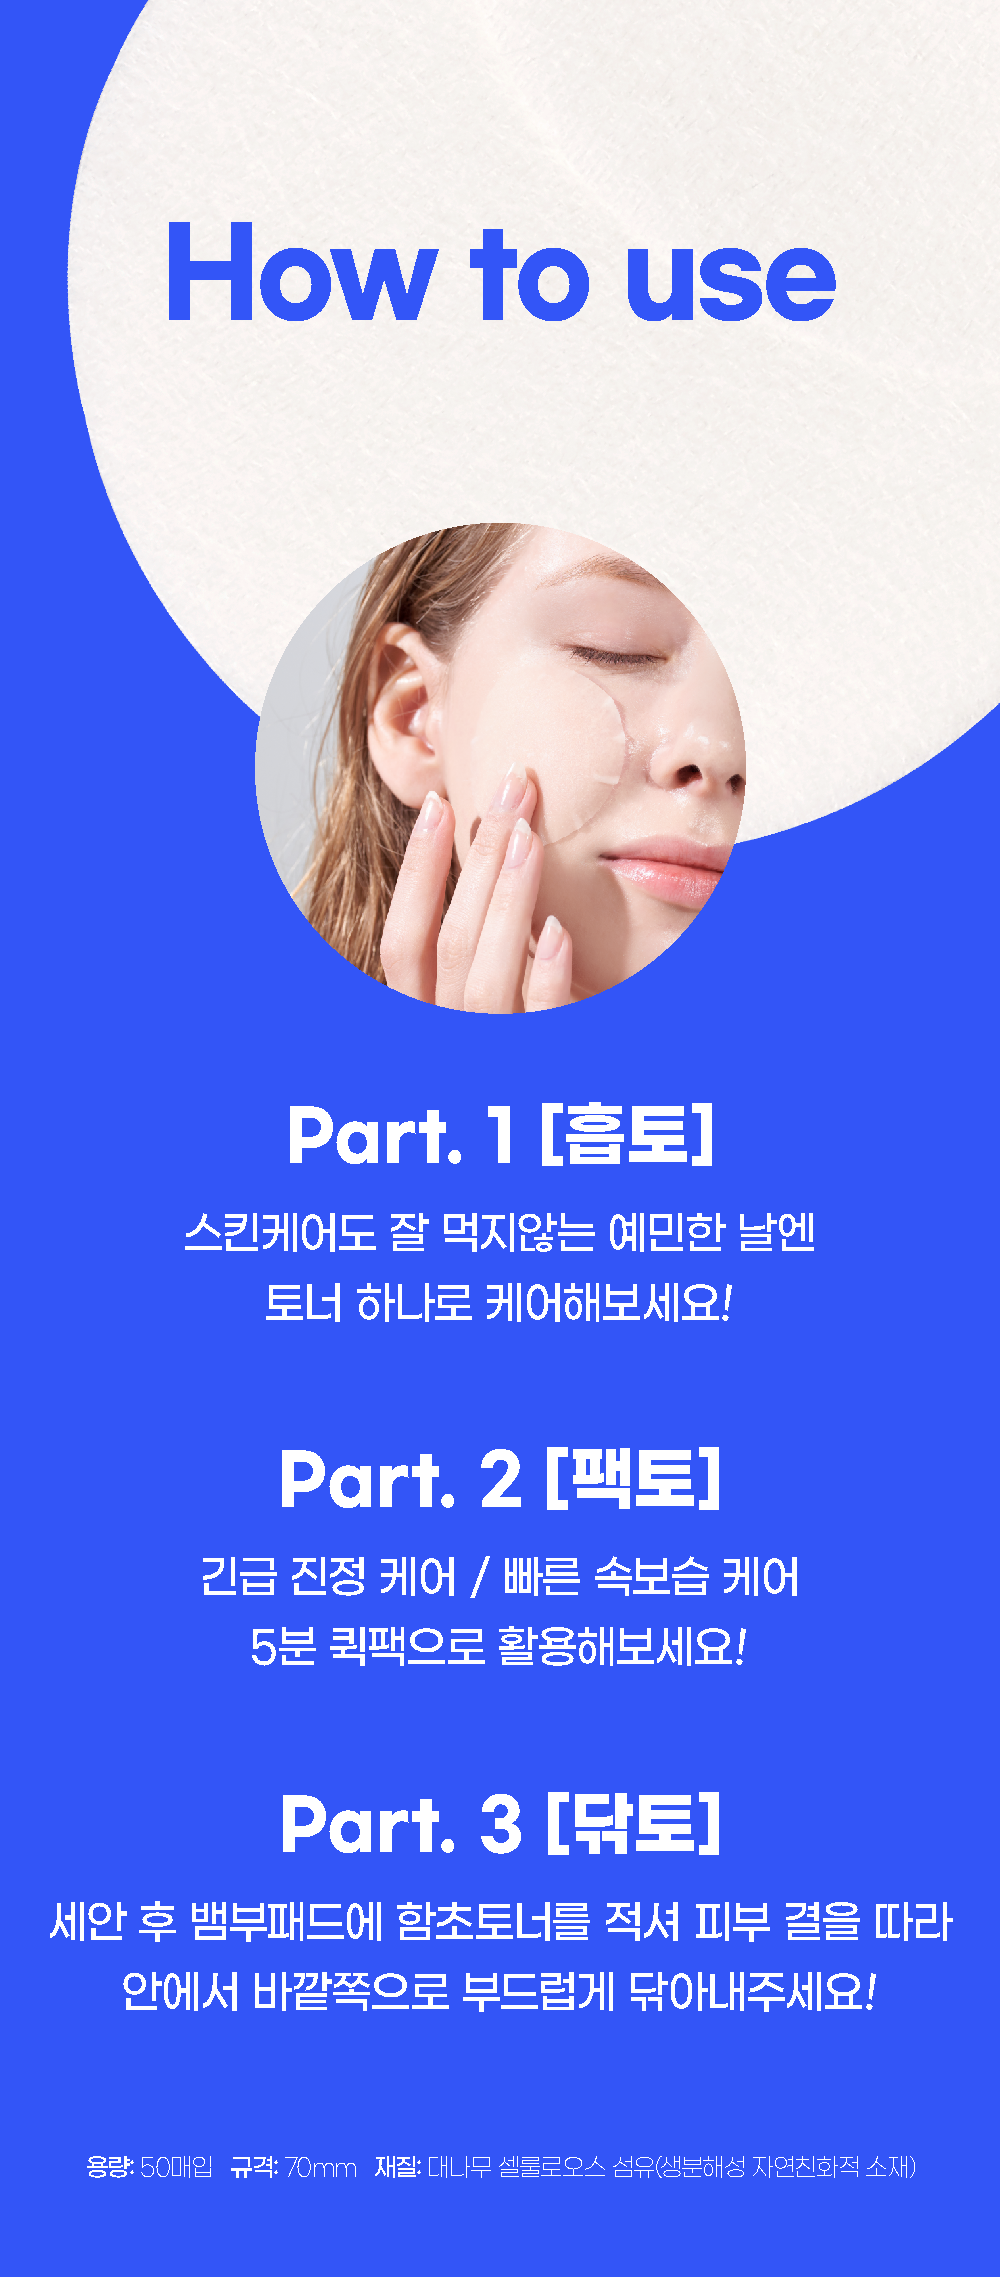 How to use
Part. 1 [흡토]
스킨케어도 잘 먹지않는 예민한 날엔
토너 하나로 케어해보세요!
Part. 2 [팩토]
긴급 진정 케어 / 빠른 속보습 케어
5분 퀵팩으로 활용해보세요!
Part. 3 [닦토]
세안 후 뱀부패드에 함초토너를 적셔 피부 결을 따라
안에서 바깥쪽으로 부드럽게 닦아내주세요!
용량: 50매입 규격: 70mm 재질: 대나무 셀룰로오스 섬유(생분해성 자연친화적 소재)